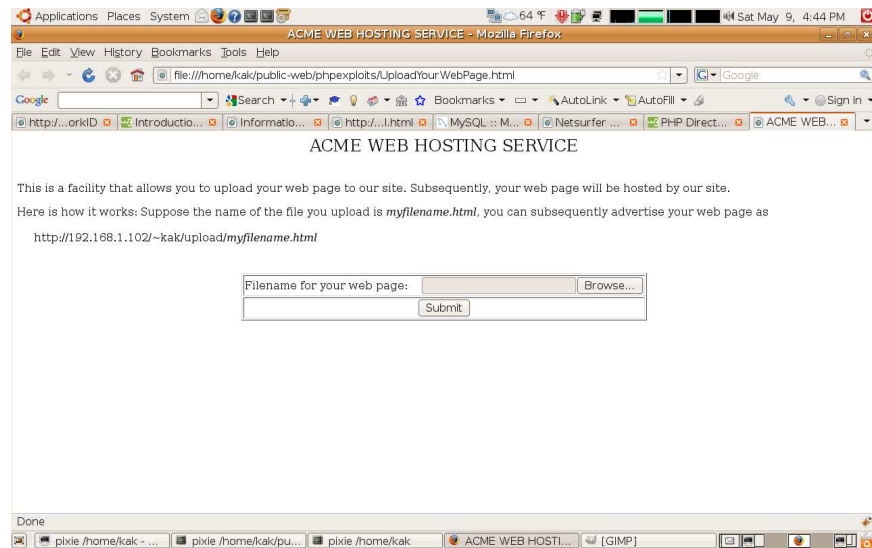 Applications Places System 64 °F Sat May 9, 4:44 PM
ACME WEB HOSTING SERVICE - Mozilla Firefox
File Edit View History Bookmarks Tools Help
file:///home/kak/public-web/phpexploits/UploadYourWebPage.html Google
Google Search Bookmarks AutoLink AutoFill Sign in
http:/...orkID Introductio... Informatio... http:/...l.html MySQL :: M... Netsurfer ... PHP Direct... ACME WEB...
ACME WEB HOSTING SERVICE
This is a facility that allows you to upload your web page to our site. Subsequently, your web page will be hosted by our site.
Here is how it works: Suppose the name of the file you upload is myfilename.html, you can subsequently advertise your web page as
http://192.168.1.102/~kak/upload/myfilename.html
Filename for your web page: Browse...
Submit
Done
pixie /home/kak - ... pixie /home/kak/pu... pixie /home/kak ACME WEB HOSTI... [GIMP]